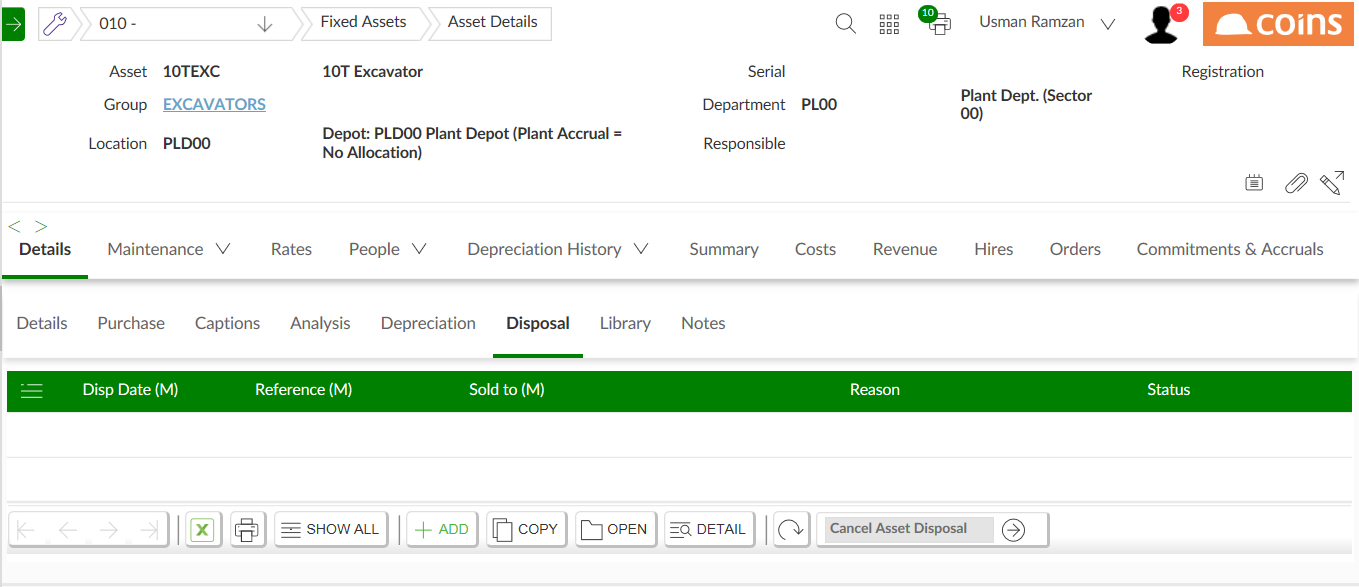 010 -
Fixed Assets
Asset Details
10
Usman Ramzan
3
coins
Asset 10TEXC 10T Excavator Serial Registration
Group EXCAVATORS Department PL00 Plant Dept. (Sector
00)
Location PLD00 Depot: PLD00 Plant Depot (Plant Accrual =
No Allocation)
Responsible
< >
Details Maintenance Rates People Depreciation History Summary Costs Revenue Hires Orders Commitments & Accruals
Details Purchase Captions Analysis Depreciation Disposal Library Notes
Disp Date (M) Reference (M) Sold to (M) Reason Status
X SHOW ALL ADD COPY OPEN DETAIL Cancel Asset Disposal